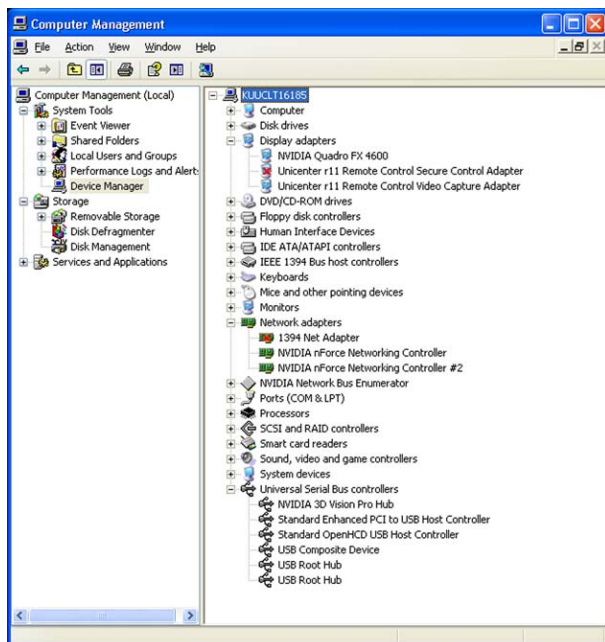 Computer Management
File Action View Window Help
Computer Management (Local)
System Tools
Event Viewer
Shared Folders
Local Users and Groups
Performance Logs and Alert
Device Manager
Storage
Removable Storage
Disk Defragmenter
Disk Management
Services and Applications
KUUCLT16185
Computer
Disk drives
Display adapters
NVIDIA Quadro FX 4600
Unicenter r11 Remote Control Secure Control Adapter
Unicenter r11 Remote Control Video Capture Adapter
DVD/CD-ROM drives
Floppy disk controllers
Human Interface Devices
IDE ATA/ATAPI controllers
IEEE 1394 Bus host controllers
Keyboards
Mice and other pointing devices
Monitors
Network adapters
1394 Net Adapter
NVIDIA nForce Networking Controller
NVIDIA nForce Networking Controller #2
NVIDIA Network Bus Enumerator
Ports (COM & LPT)
Processors
SCSI and RAID controllers
Smart card readers
Sound, video and game controllers
System devices
Universal Serial Bus controllers
NVIDIA 3D Vision Pro Hub
Standard Enhanced PCI to USB Host Controller
Standard OpenHCD USB Host Controller
USB Composite Device
USB Root Hub
USB Root Hub